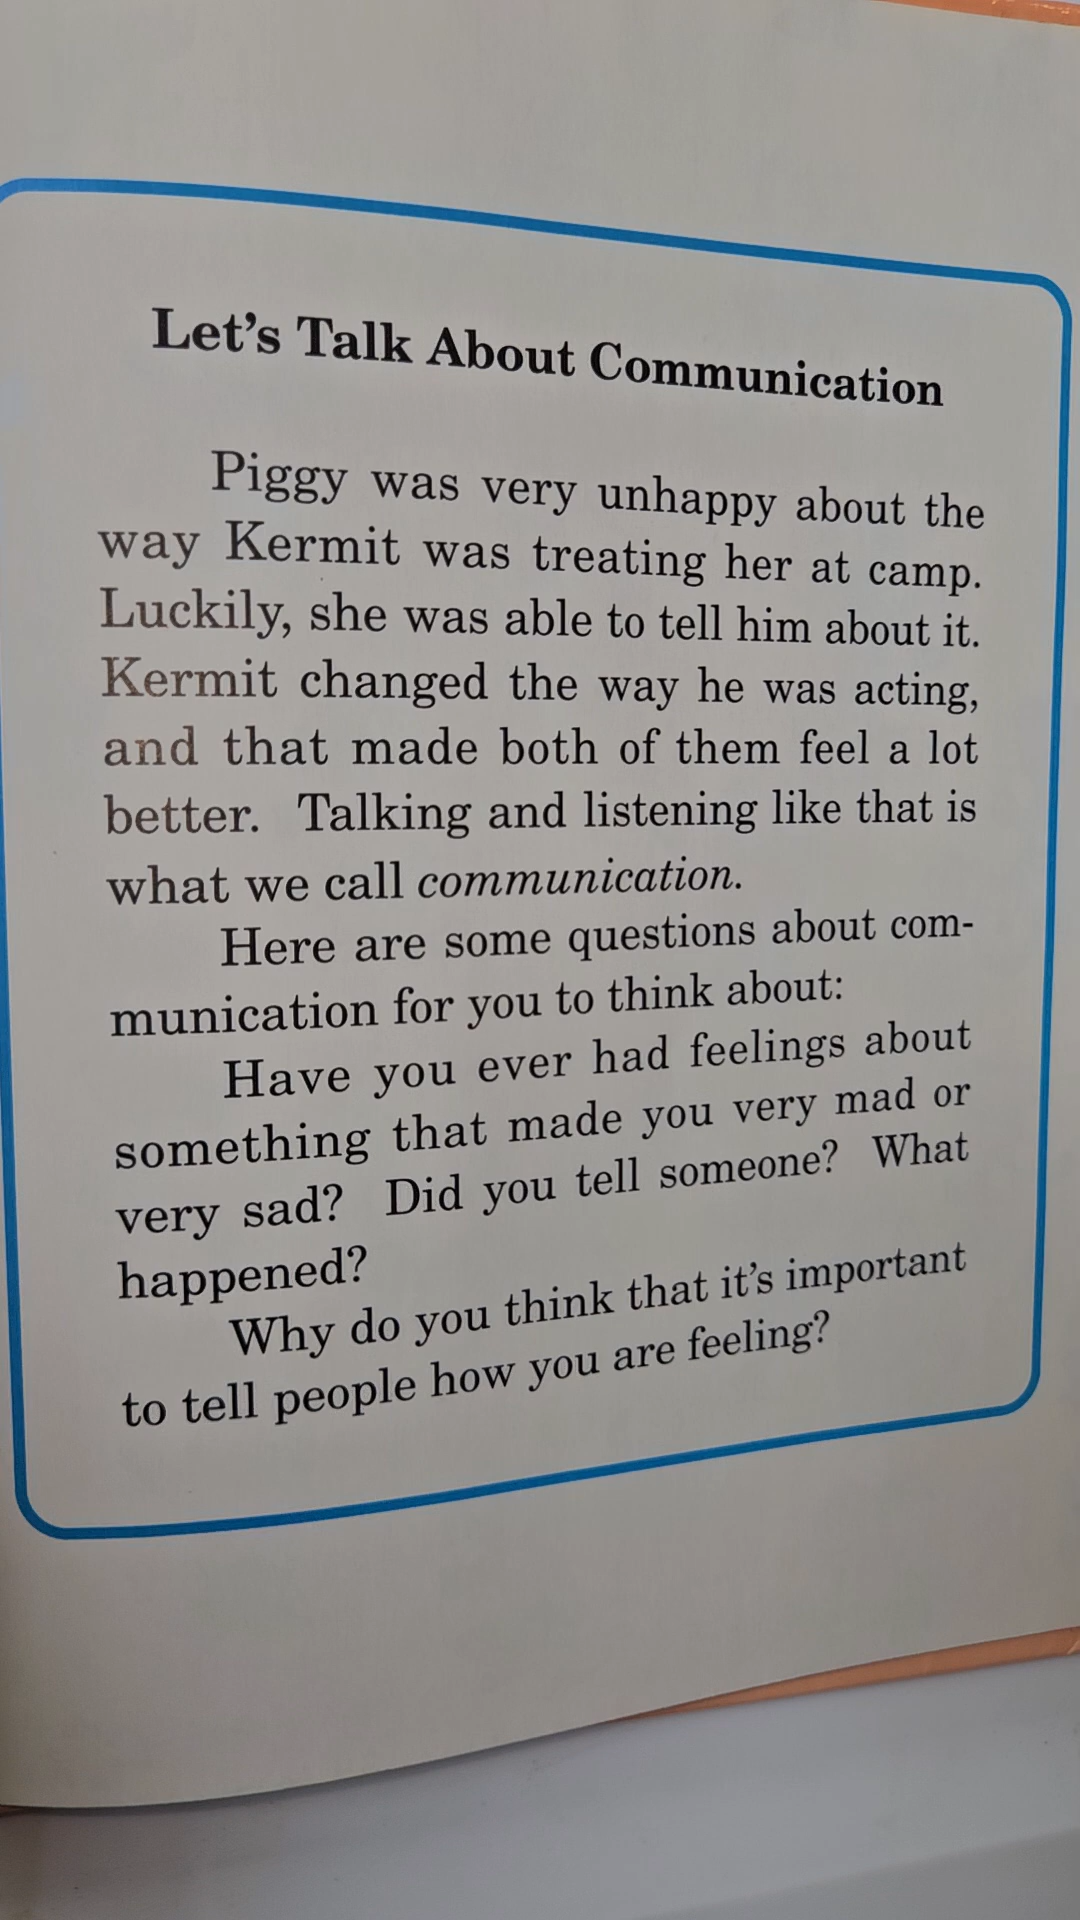 Let's Talk About Communication
Piggy was very unhappy about the
way Kermit was treating her at camp.
Luckily, she was able to tell him about it.
Kermit changed the way he was acting,
and that made both of them feel a lot
better. Talking and listening like that is
what we call communication.
Here are some questions about com-
munication for you to think about:
Have you ever had feelings about
something that made you very mad or
very sad? Did you tell someone? What
happened?
Why do you think that it's important
to tell people how you are feeling?